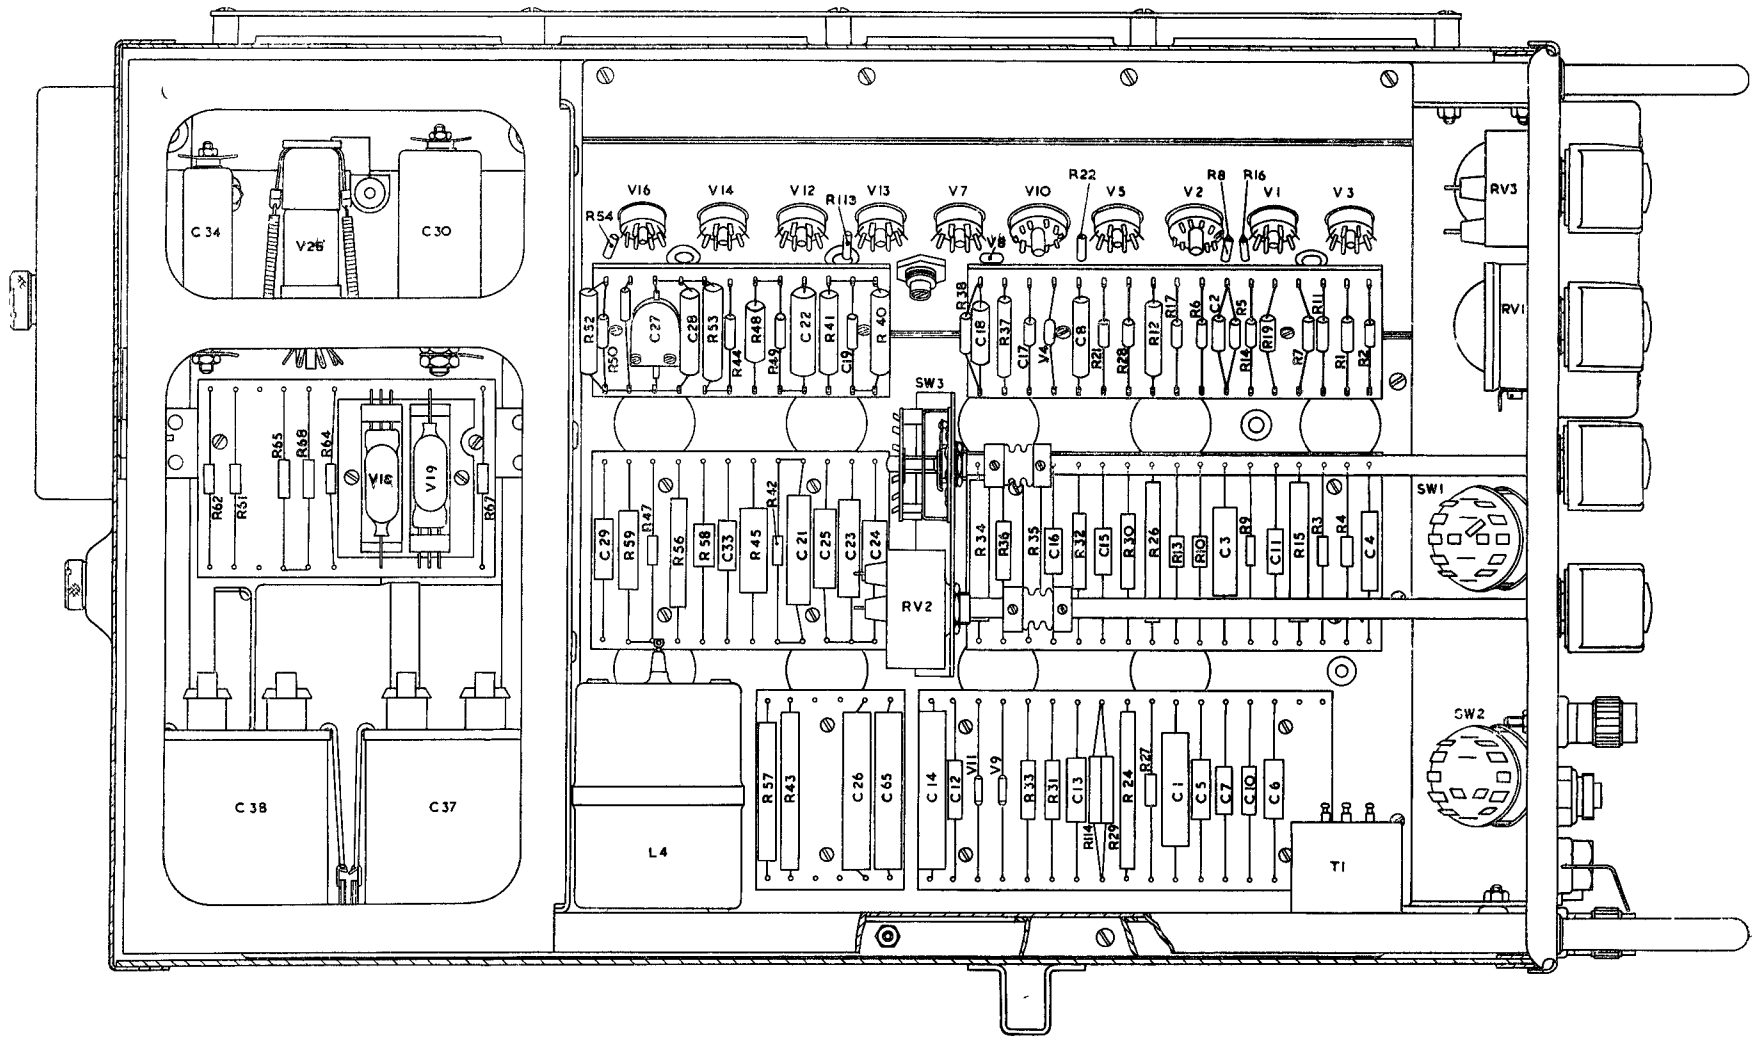 V16 V14 V12 V13 V7 V10 R22 V5 V2 R8 R16 V1 V3
R54 R113 V8
C34 V25 C30
RV3
RV1
R52 R50 C27 C28 R53 R44 R48 R49 C22 R41 C19 R40
R38 C18 R37 C17 V4 C8 R21 R28 R12 R17 R6 C2 R5 R14 R19 R7 R11 R1 R2
SW3
R62 R61 R65 R68 R64 V18 V19 R67
C29 R59 R47 R56 R58 C33 R45 R42 C21 C25 C23 C24
R34 R36 R35 C16 R32 C15 R30 R26 R13 R10 C3 R9 C11 R15 R3 R4 C4
SW1
RV2
SW2
C38 C37
L4
R57 R43 C26 C65
C14 C12 V11 V9 R33 R31 C13 R114 R29 R24 R27 C1 C5 C7 C10 C6
T1